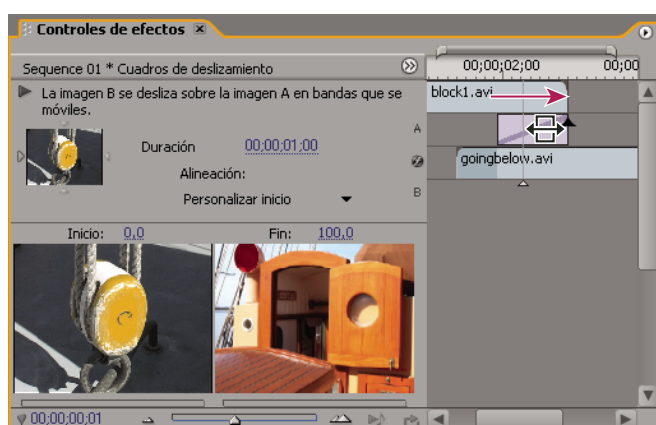 Controles de efectos
Sequence 01 * Cuadros de deslizamiento
00;00;02;00
00;00
La imagen B se desliza sobre la imagen A en bandas que se
móviles.
block1.avi
A
Duración 00;00;01;00
goingbelow.avi
Alineación:
B
Personalizar inicio
Inicio: 0,0
Fin: 100,0
00;00;00;01